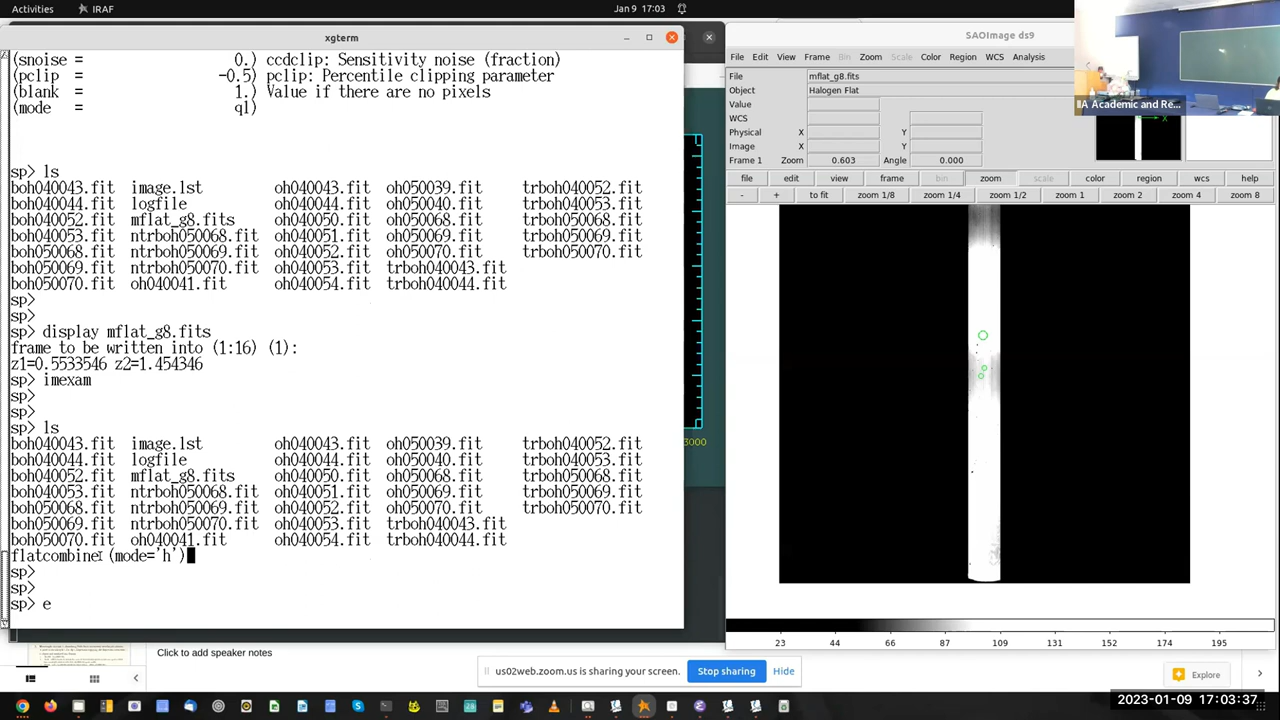 Activities IRAF Jan 9 17:03
xgterm
(snoise = 0.) ccdclip: Sensitivity noise (fraction)
(pclip = -0.5) pclip: Percentile clipping parameter
(blank = 1.) Value if there are no pixels
(mode = ql)
sp> ls
boh040043.fit image.lst oh040043.fit oh050039.fit trboh040052.fit
boh040044.fit logfile oh040044.fit oh050040.fit trboh040053.fit
boh040052.fit mflat_g8.fits oh040050.fit oh050068.fit trboh050068.fit
boh040053.fit ntrboh050068.fit oh040051.fit oh050069.fit trboh050069.fit
boh050068.fit ntrboh050069.fit oh040052.fit oh050070.fit trboh050070.fit
boh050069.fit ntrboh050070.fit oh040053.fit trboh040043.fit
boh050070.fit oh040041.fit oh040054.fit trboh040044.fit
sp>
sp>
sp> display mflat_g8.fits
frame to be written into (1:16) (1):
z1=0.5533546 z2=1.454346
sp> imexam
sp>
sp>
sp> ls
boh040043.fit image.lst oh040043.fit oh050039.fit trboh040052.fit
boh040044.fit logfile oh040044.fit oh050040.fit trboh040053.fit
boh040052.fit mflat_g8.fits oh040050.fit oh050068.fit trboh050068.fit
boh040053.fit ntrboh050068.fit oh040051.fit oh050069.fit trboh050069.fit
boh050068.fit ntrboh050069.fit oh040052.fit oh050070.fit trboh050070.fit
boh050069.fit ntrboh050070.fit oh040053.fit trboh040043.fit
boh050070.fit oh040041.fit oh040054.fit trboh040044.fit
flatcombine (mode='h')
sp>
sp>
sp> e
3000
SAOImage ds9
File Edit View Frame Bin Zoom Scale Color Region WCS Analysis
File mflat_g8.fits
Object Halogen Flat
Value
WCS
Physical X Y
Image X Y
Frame 1 Zoom 0.603 Angle 0.000
X
IIA Academic and Re...
file edit view frame bin zoom scale color region wcs help
- + to fit zoom 1/8 zoom 1/4 zoom 1/2 zoom 1 zoom 2 zoom 4 zoom 8
23 45 66 87 109 130 152 174 195
Click to add speaker notes
us02web.zoom.us is sharing your screen. Stop sharing Hide
Explore
2023-01-09 17:03:37